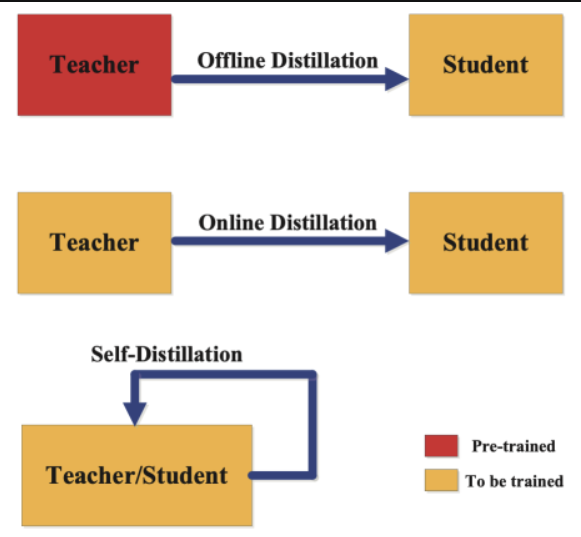 Teacher
Offline Distillation
Student
Teacher
Online Distillation
Student
Self-Distillation
Teacher/Student
Pre-trained
To be trained